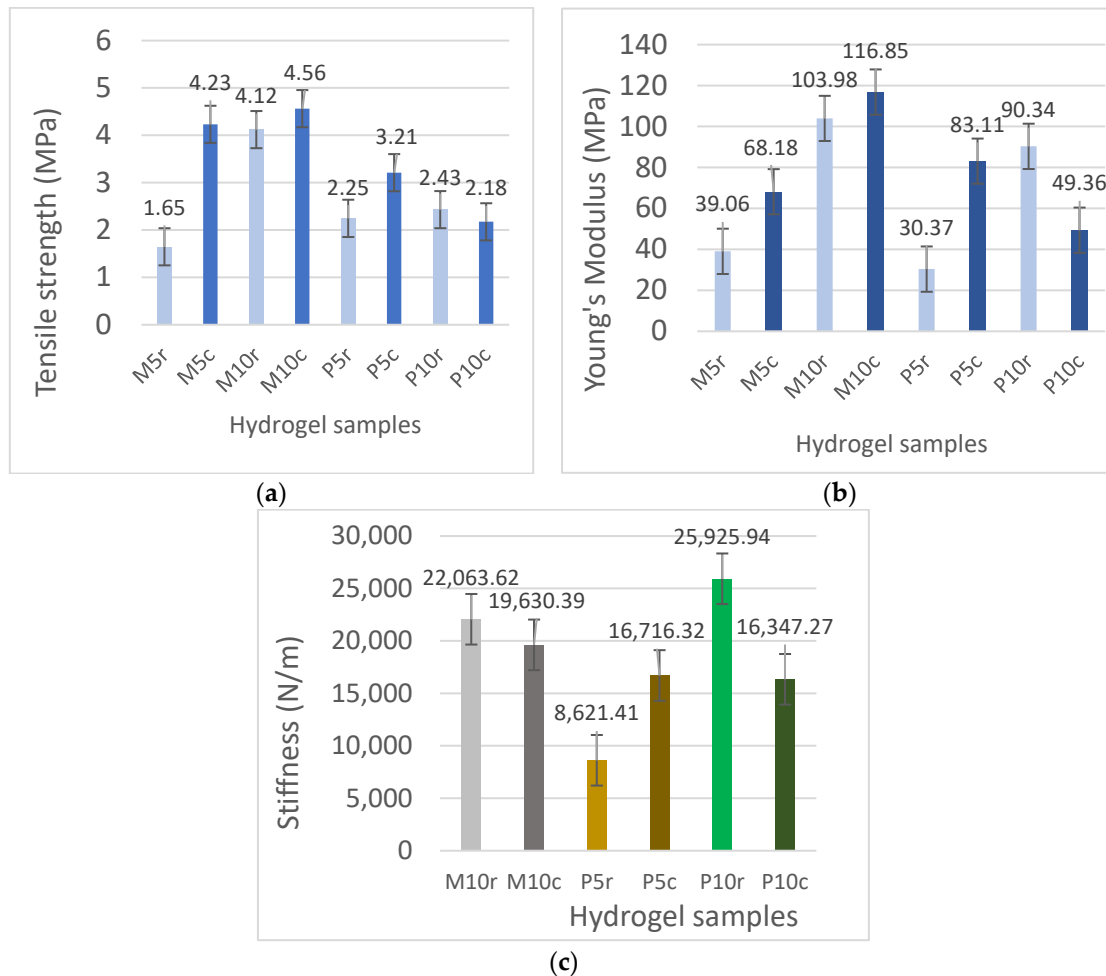 Tensile strength (MPa)
6
5
4
3
2
1
0
1.65
4.23
4.12
4.56
2.25
3.21
2.43
2.18
M5r
M5c
M10r
M10c
P5r
P5c
P10r
P10c
Hydrogel samples
(a)
Young's Modulus (MPa)
140
120
100
80
60
40
20
0
39.06
68.18
103.98
116.85
30.37
83.11
90.34
49.36
M5r
M5c
M10r
M10c
P5r
P5c
P10r
P10c
Hydrogel samples
(b)
Stiffness (N/m)
30,000
25,000
20,000
15,000
10,000
5,000
0
22,063.62
19,630.39
8,621.41
16,716.32
25,925.94
16,347.27
M10r
M10c
P5r
P5c
P10r
P10c
Hydrogel samples
(c)